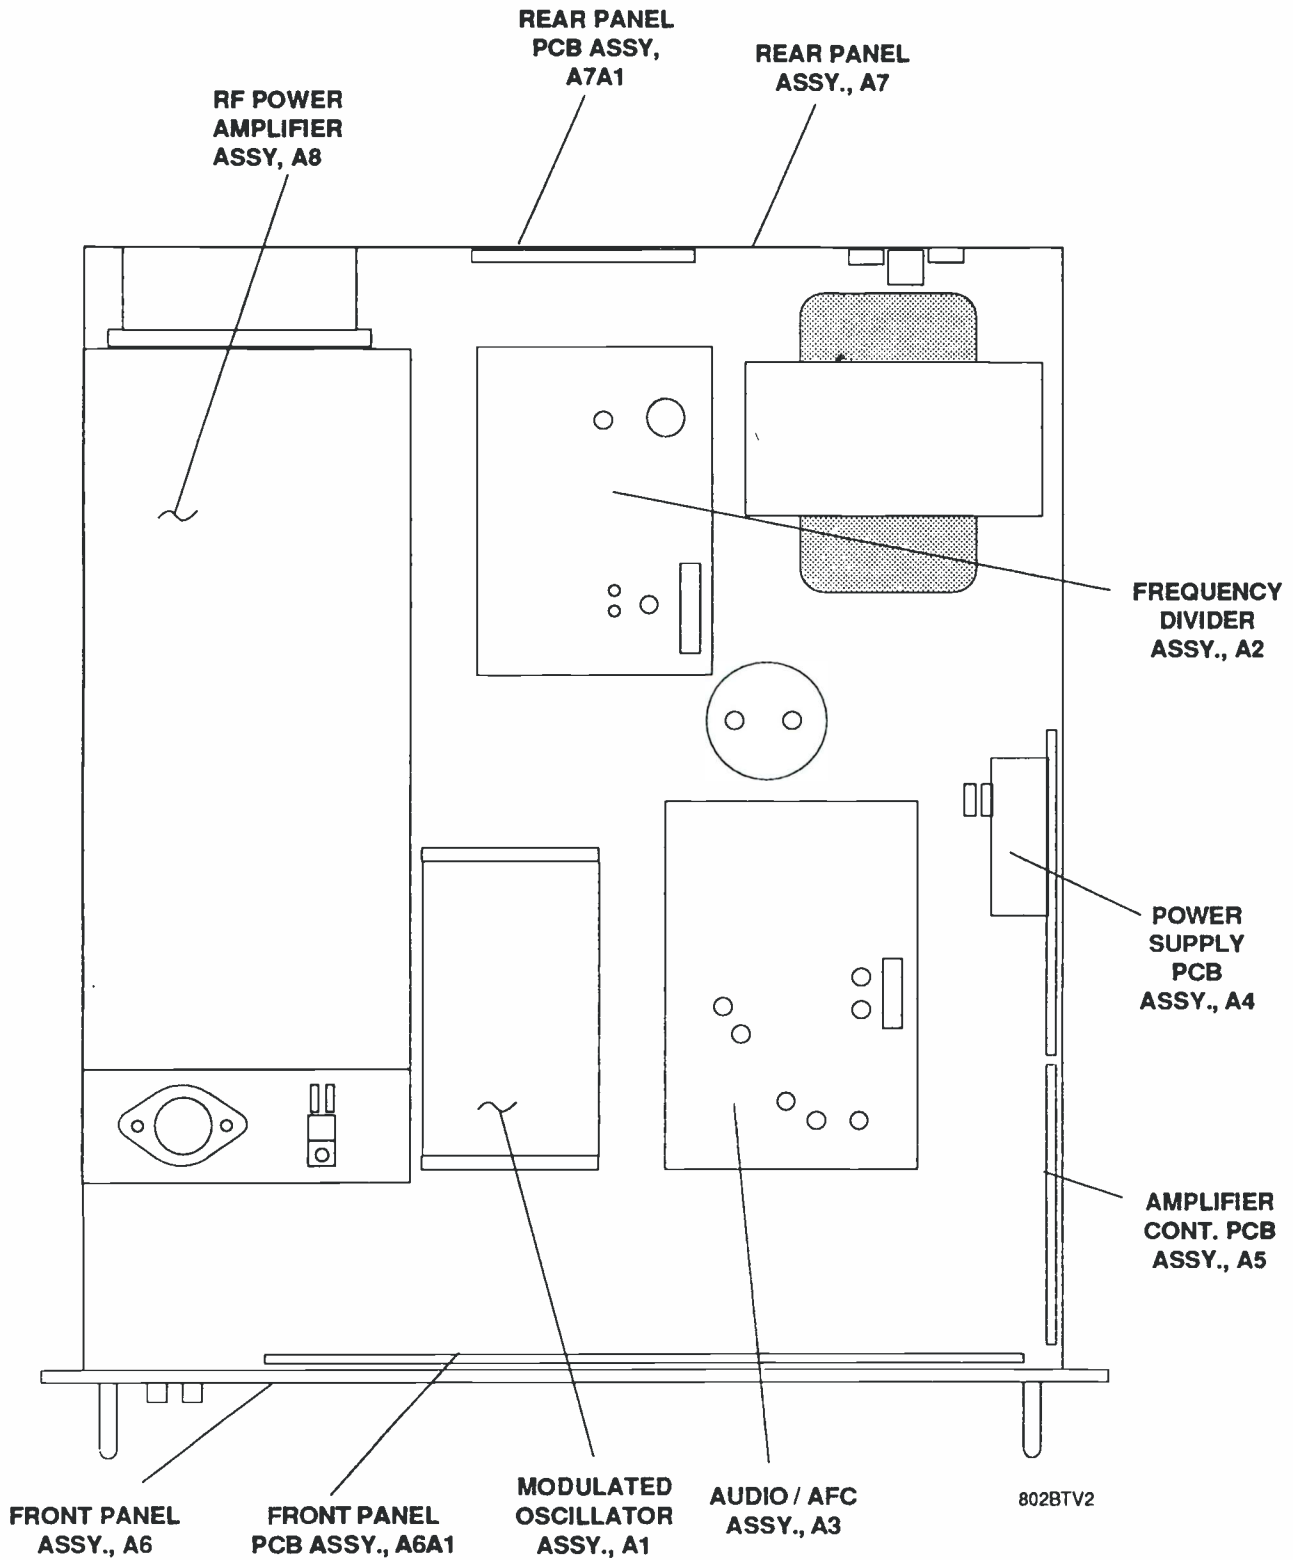 REAR PANEL
PCB ASSY,
A7A1
REAR PANEL
ASSY., A7
RF POWER
AMPLIFIER
ASSY, A8
FREQUENCY
DIVIDER
ASSY., A2
POWER
SUPPLY
PCB
ASSY., A4
AMPLIFIER
CONT. PCB
ASSY., A5
FRONT PANEL
ASSY., A6
FRONT PANEL
PCB ASSY., A6A1
MODULATED
OSCILLATOR
ASSY., A1
AUDIO / AFC
ASSY., A3
802BTV2